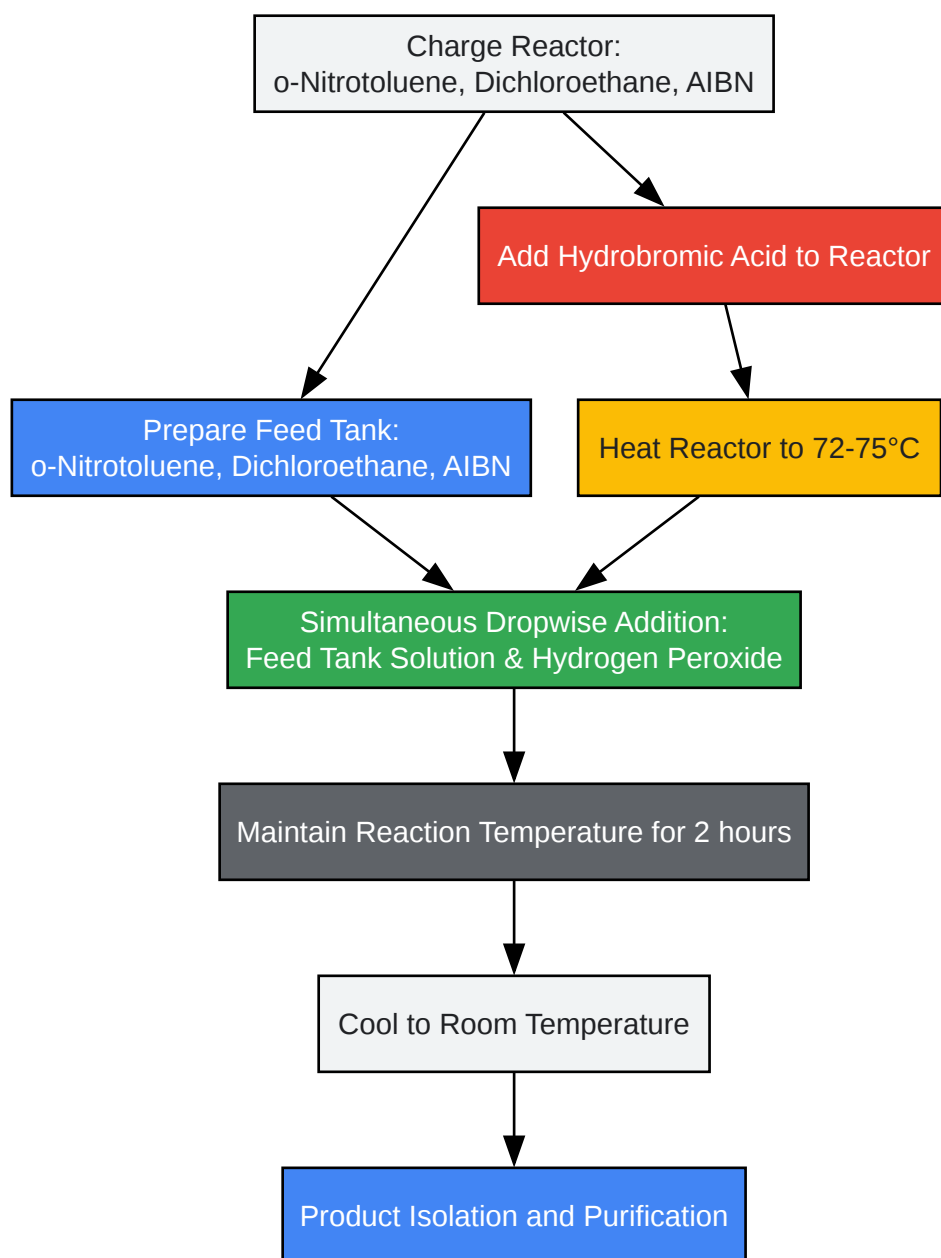 Charge Reactor:
o-Nitrotoluene, Dichloroethane, AIBN
Add Hydrobromic Acid to Reactor
Prepare Feed Tank:
o-Nitrotoluene, Dichloroethane, AIBN
Heat Reactor to 72-75°C
Simultaneous Dropwise Addition:
Feed Tank Solution & Hydrogen Peroxide
Maintain Reaction Temperature for 2 hours
Cool to Room Temperature
Product Isolation and Purification